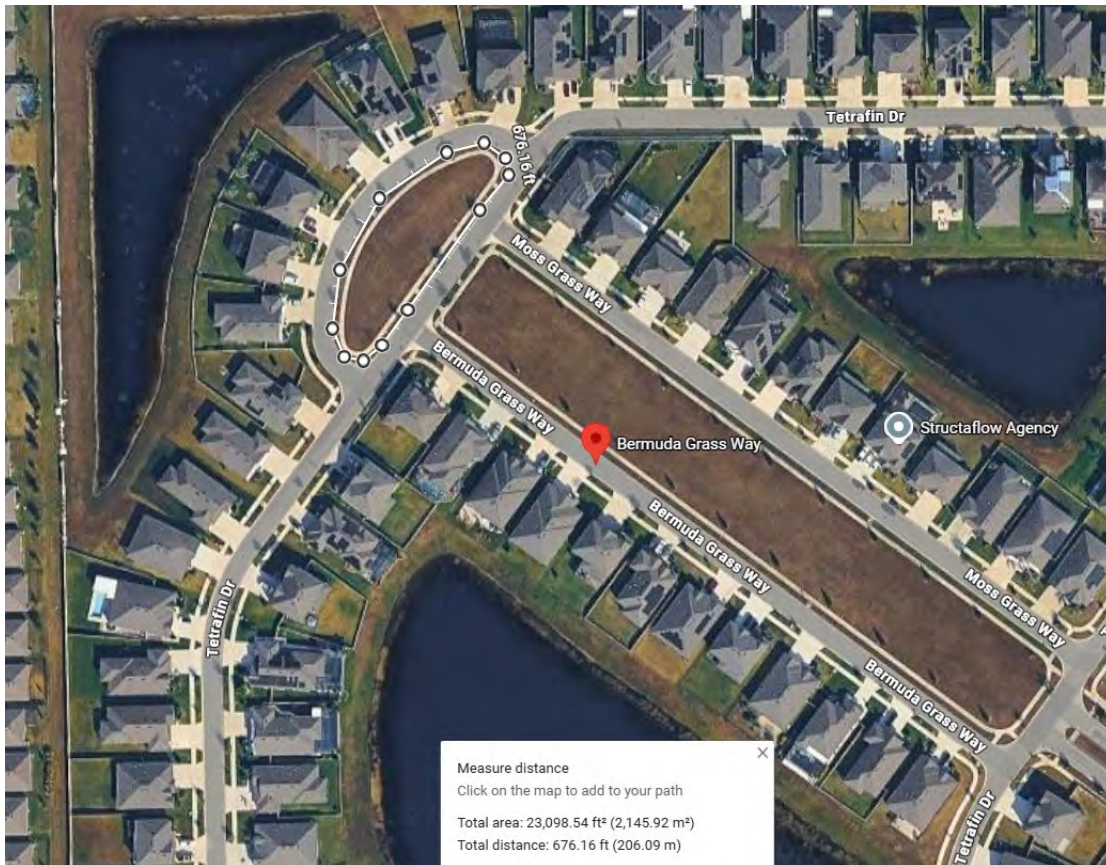 Tetrafin Dr
676.16 ft
Moss Grass Way
Bermuda Grass Way
Bermuda Grass Way
Structaflow Agency
Bermuda Grass Way
Moss Grass Way
Tetrafin Dr
Bermuda Grass Way
Tetrafin Dr
Measure distance
Click on the map to add to your path
Total area: 23,098.54 ft² (2,145.92 m²)
Total distance: 676.16 ft (206.09 m)